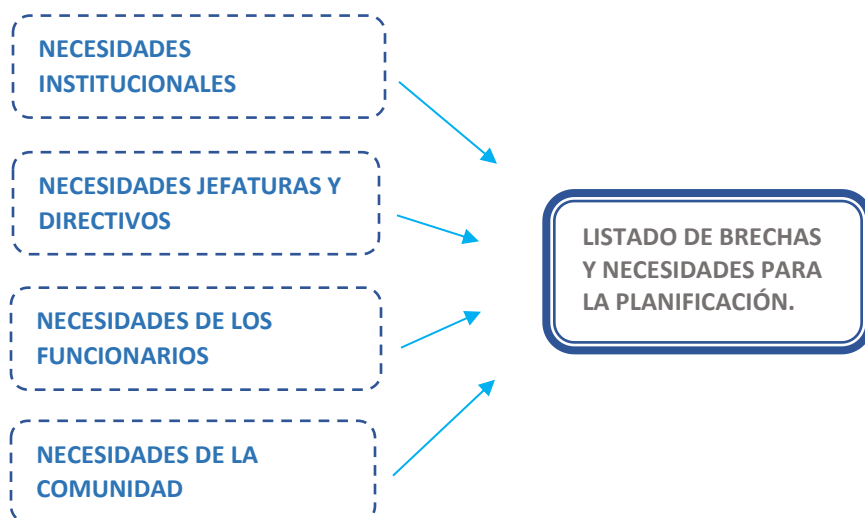 NECESIDADES
INSTITUCIONALES
NECESIDADES JEFATURAS Y
DIRECTIVOS
NECESIDADES DE LOS
FUNCIONARIOS
NECESIDADES DE LA
COMUNIDAD
LISTADO DE BRECHAS
Y NECESIDADES PARA
LA PLANIFICACIÓN.